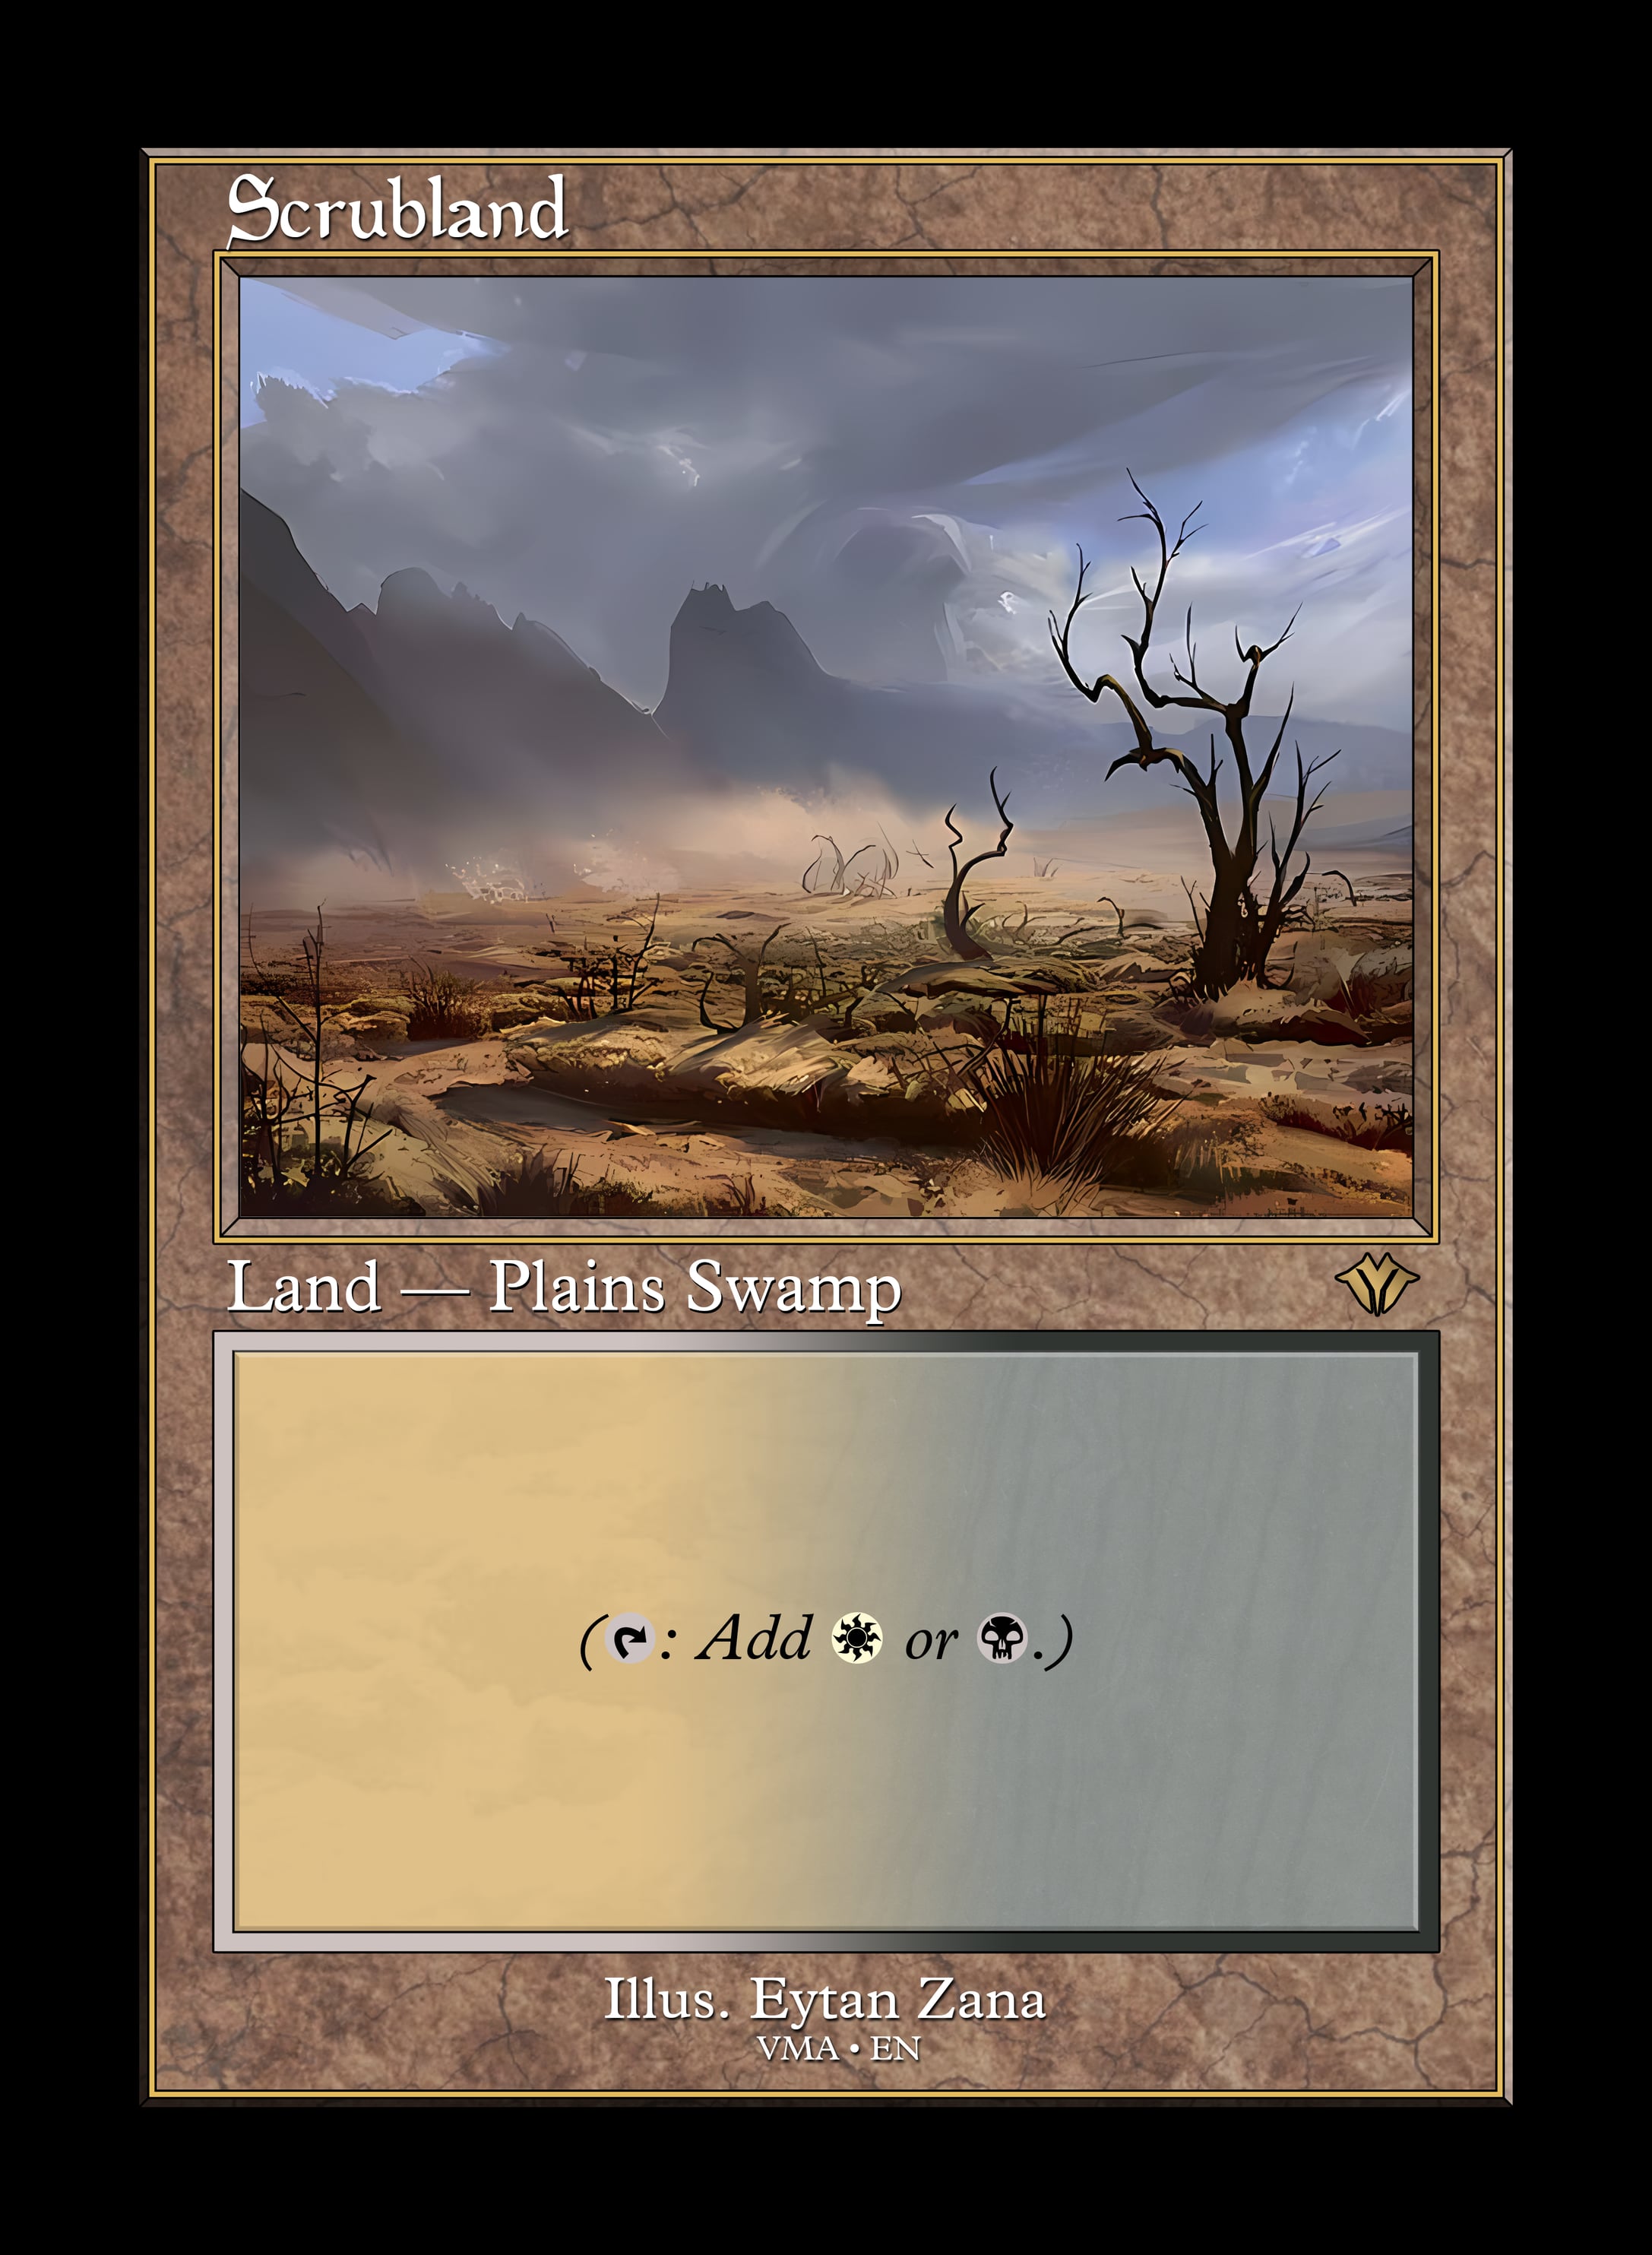 Scrubland
Land — Plains Swamp
(: Add or .)
Illus. Eytan Zana
VMA • EN